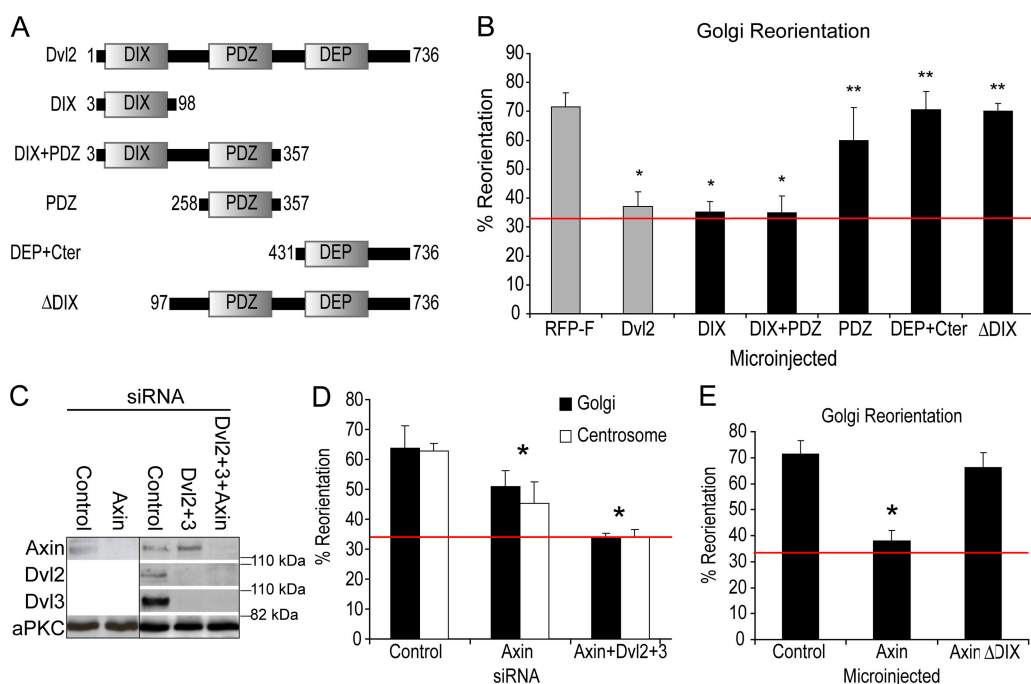 A
Dvl2 1 DIX PDZ DEP 736
DIX 3 DIX 98
DIX+PDZ 3 DIX PDZ 357
PDZ 258 PDZ 357
DEP+Cter 431 DEP 736
ΔDIX 97 PDZ DEP 736
B
Golgi Reorientation
% Reorientation
90
80
70
60
50
40
30
20
10
0
* * * ** ** **
RFP-F Dvl2 DIX DIX+PDZ PDZ DEP+Cter ΔDIX
Microinjected
C
siRNA
Control
Axin
Control
Dvl2+3
Dvl2+3+Axin
Axin
110 kDa
Dvl2
110 kDa
Dvl3
82 kDa
aPKC
D
Golgi
Centrosome
% Reorientation
80
70
60
50
40
30
20
10
0
* *
Control Axin Axin+Dvl2+3
siRNA
E
Golgi Reorientation
% Reorientation
80
70
60
50
40
30
20
10
0
*
Control Axin Axin ΔDIX
Microinjected